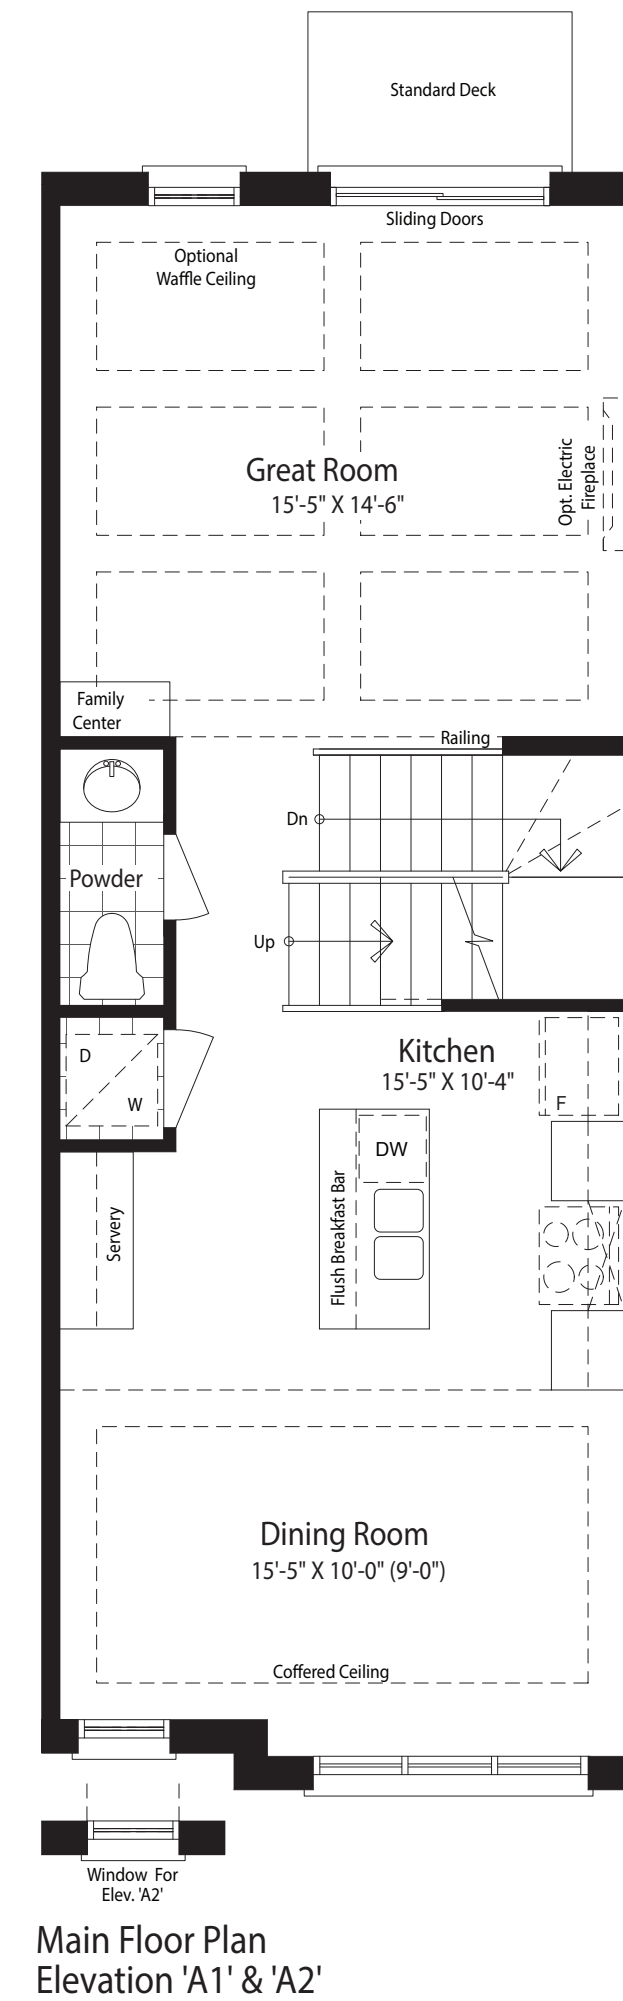 Standard Deck
Sliding Doors
Optional
Waffle Ceiling
Opt. Electric
Fireplace
Great Room
15'-5" X 14'-6"
Family
Center
Railing
Dn
Powder
Up
Kitchen
15'-5" X 10'-4"
D
W
F
DW
Flush Breakfast Bar
Servery
Dining Room
15'-5" X 10'-0" (9'-0")
Coffered Ceiling
Window For
Elev. 'A2'
Main Floor Plan
Elevation 'A1' & 'A2'